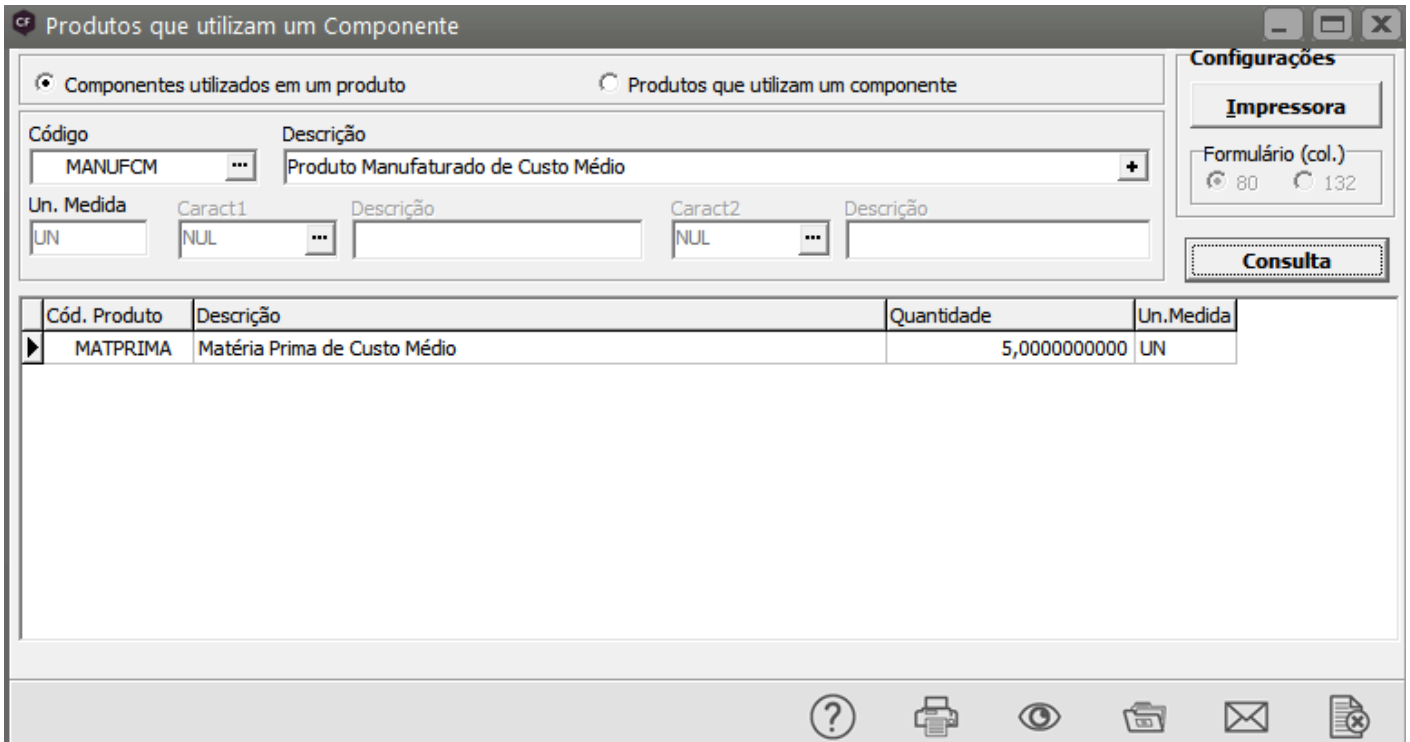 CF Produtos que utilizam um Componente
Componentes utilizados em um produto Produtos que utilizam um componente
Configurações
Impressora
Formulário (col.)
80 132
Código Descrição
MANUFCM ... Produto Manufaturado de Custo Médio +
Un. Medida Caract1 Descrição Caract2 Descrição
UN NUL ... NUL ...
Consulta
Cód. Produto Descrição Quantidade Un.Medida
MATPRIMA Matéria Prima de Custo Médio 5,0000000000 UN
?